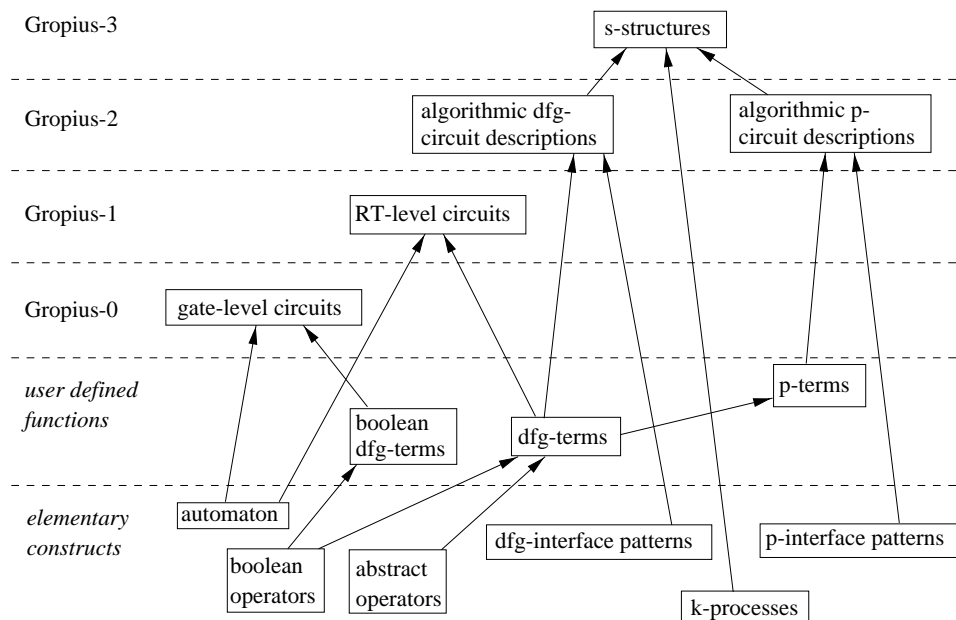 Gropius-3
s-structures
Gropius-2
algorithmic dfg-
circuit descriptions
algorithmic p-
circuit descriptions
Gropius-1
RT-level circuits
Gropius-0
gate-level circuits
user defined
functions
p-terms
boolean
dfg-terms
dfg-terms
elementary
constructs
automaton
boolean
operators
abstract
operators
dfg-interface patterns
p-interface patterns
k-processes